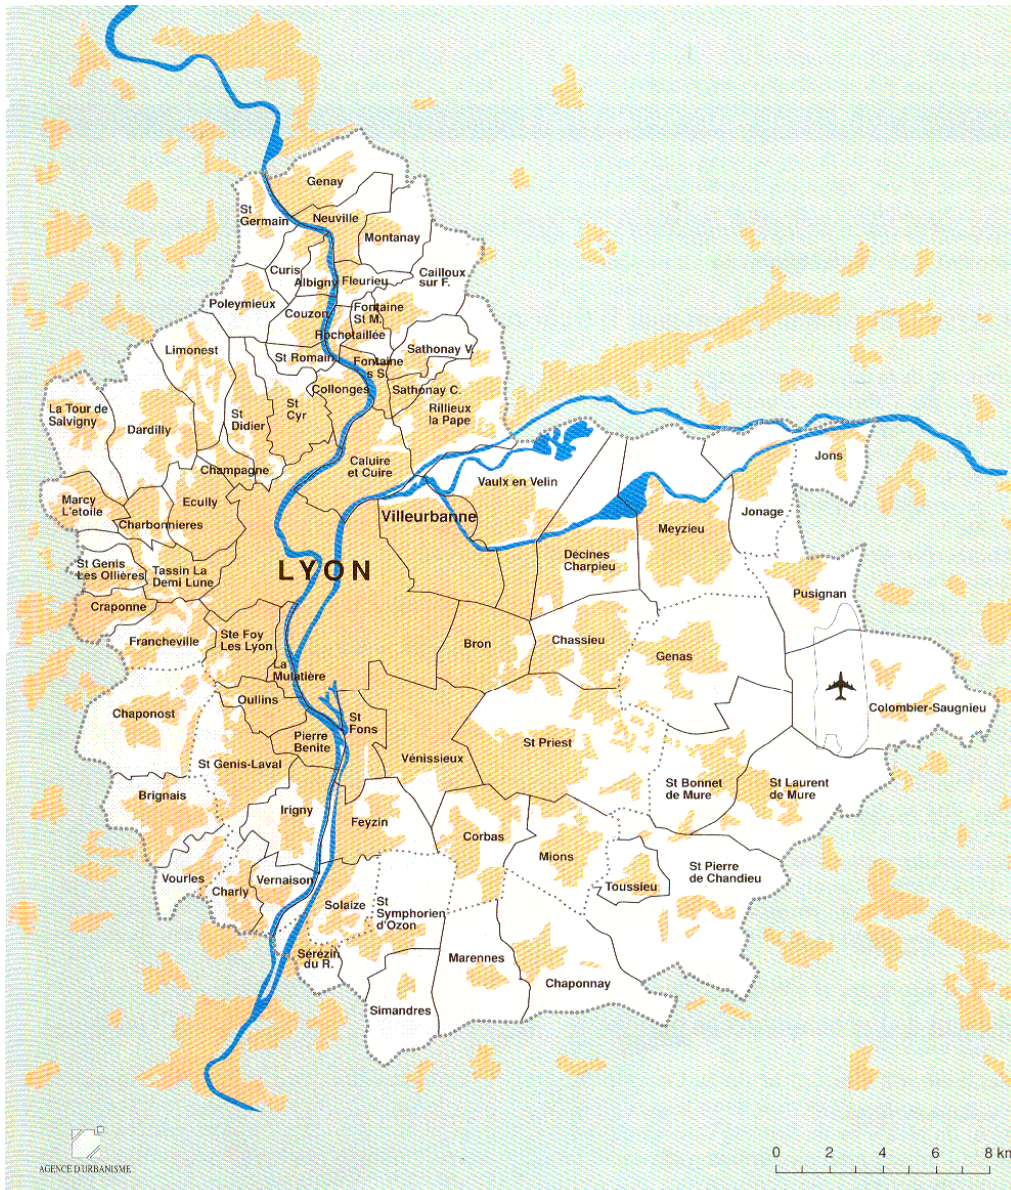 Genay
St
Germain
Neuville
Montanay
Curis
Albigny
Fleurieu
Cailloux
sur F.
Poleymieux
Couzon
Fontaine
St M.
Rochetaillée
Limonest
St Romain
Fontaine
s S.
Sathonay V.
Collonges
Sathonay C.
La Tour de
Salvigny
Dardilly
St
Didier
St
Cyr
Rillieux
la Pape
Champagne
Caluire
et Cuire
Jons
Marcy
L'etoile
Ecully
Charbonnieres
Vaulx en Velin
Villeurbanne
Meyzieu
Jonage
St Genis
Les Ollières
Tassin La
Demi Lune
LYON
Décines
Charpieu
Pusignan
Craponne
Francheville
Ste Foy
Les Lyon
Bron
Chassieu
Genas
La
Mulatière
Chaponost
Oullins
St
Fons
Colombier-Saugnieu
Pierre
Benite
St Priest
St Genis-Laval
Vénissieux
Brignais
Irigny
Feyzin
St Bonnet
de Mure
St Laurent
de Mure
Corbas
Mions
Vourles
Charly
Vernaison
Toussieu
St Pierre
de Chandieu
Solaize
St
Symphorien
d'Ozon
Sérézin
du R.
Marennes
Simandres
Chaponnay
AGENCE D'URBANISME
0 2 4 6 8 km